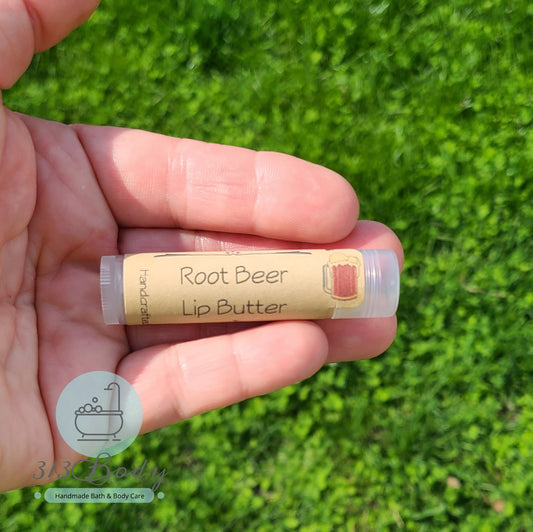 Root Beer
Lip Butter
313 Body
Handmade Bath & Body Care